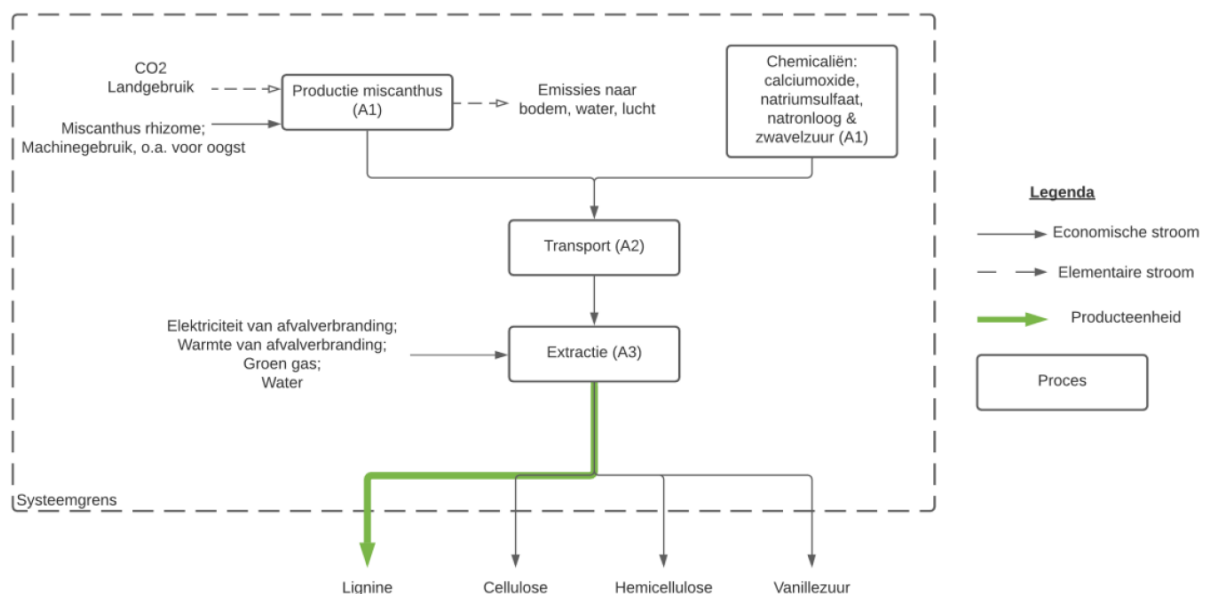 CO2
Landgebruik
Miscanthus rhizome;
Machinegebruik, o.a. voor oogst
Productie miscanthus
(A1)
Emissies naar
bodem, water, lucht
Chemicaliën:
calciumoxide,
natriumsulfaat,
natronloog &
zwavelzuur (A1)
Transport (A2)
Elektriciteit van afvalverbranding;
Warmte van afvalverbranding;
Groen gas;
Water
Extractie (A3)
Systeemgrens
Lignine
Cellulose
Hemicellulose
Vanillezuur
Legenda
Economische stroom
Elementaire stroom
Producteenheid
Proces